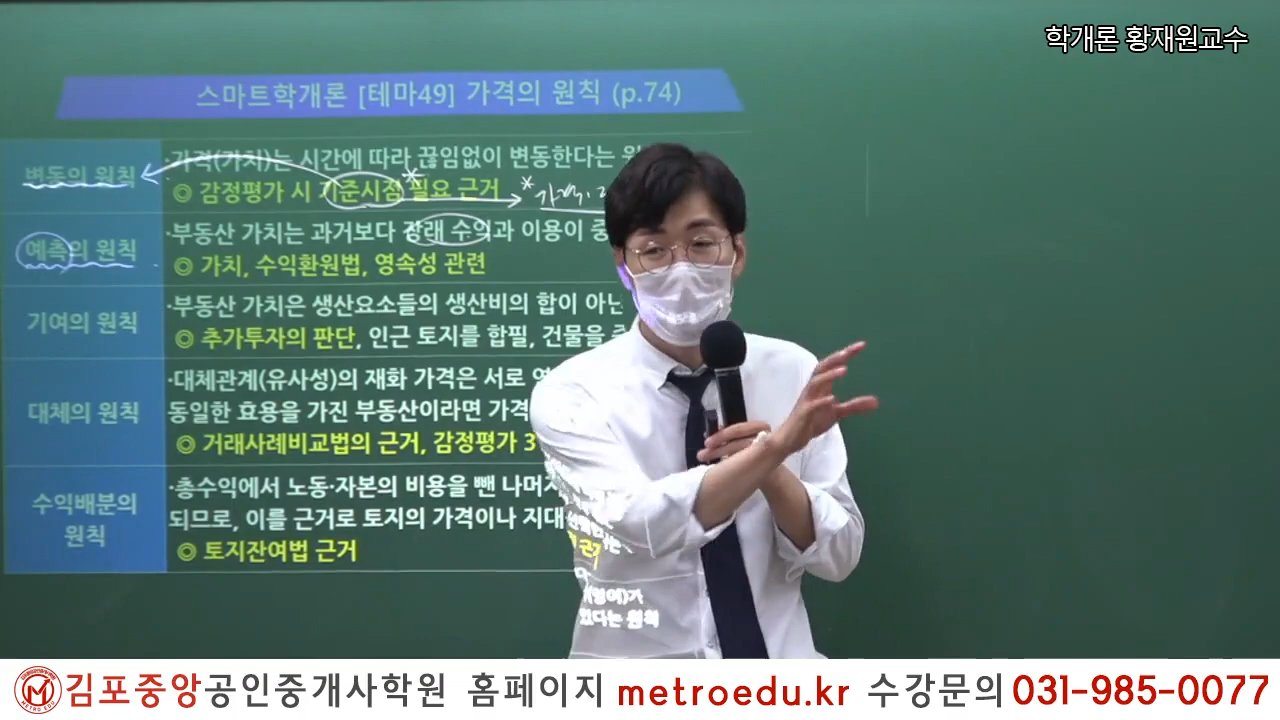 학개론 황재원교수
스마트학개론 [테마49] 가격의 원칙 (p.74)
변동의 원칙
·가격(가치)는 시간에 따라 끊임없이 변동한다는
◎ 감정평가 시 기준시점 필요 근거
예측의 원칙
·부동산 가치는 과거보다 장래 수익과 이용이
◎ 가치, 수익환원법, 영속성 관련
기여의 원칙
·부동산 가치은 생산요소들의 생산비의 합이 아닌
◎ 추가투자의 판단, 인근 토지를 합필, 건물을
대체의 원칙
·대체관계(유사성)의 재화 가격은 서로
동일한 효용을 가진 부동산이라면 가격
◎ 거래사례비교법의 근거, 감정평가 3
수익배분의
원칙
·총수익에서 노동·자본의 비용을 뺀 나머지
되므로, 이를 근거로 토지의 가격이나 지대
◎ 토지잔여법 근거
있다는 원칙
METRO EDU
김포중앙공인중개사학원 홈페이지 metroedu.kr 수강문의 031-985-0077